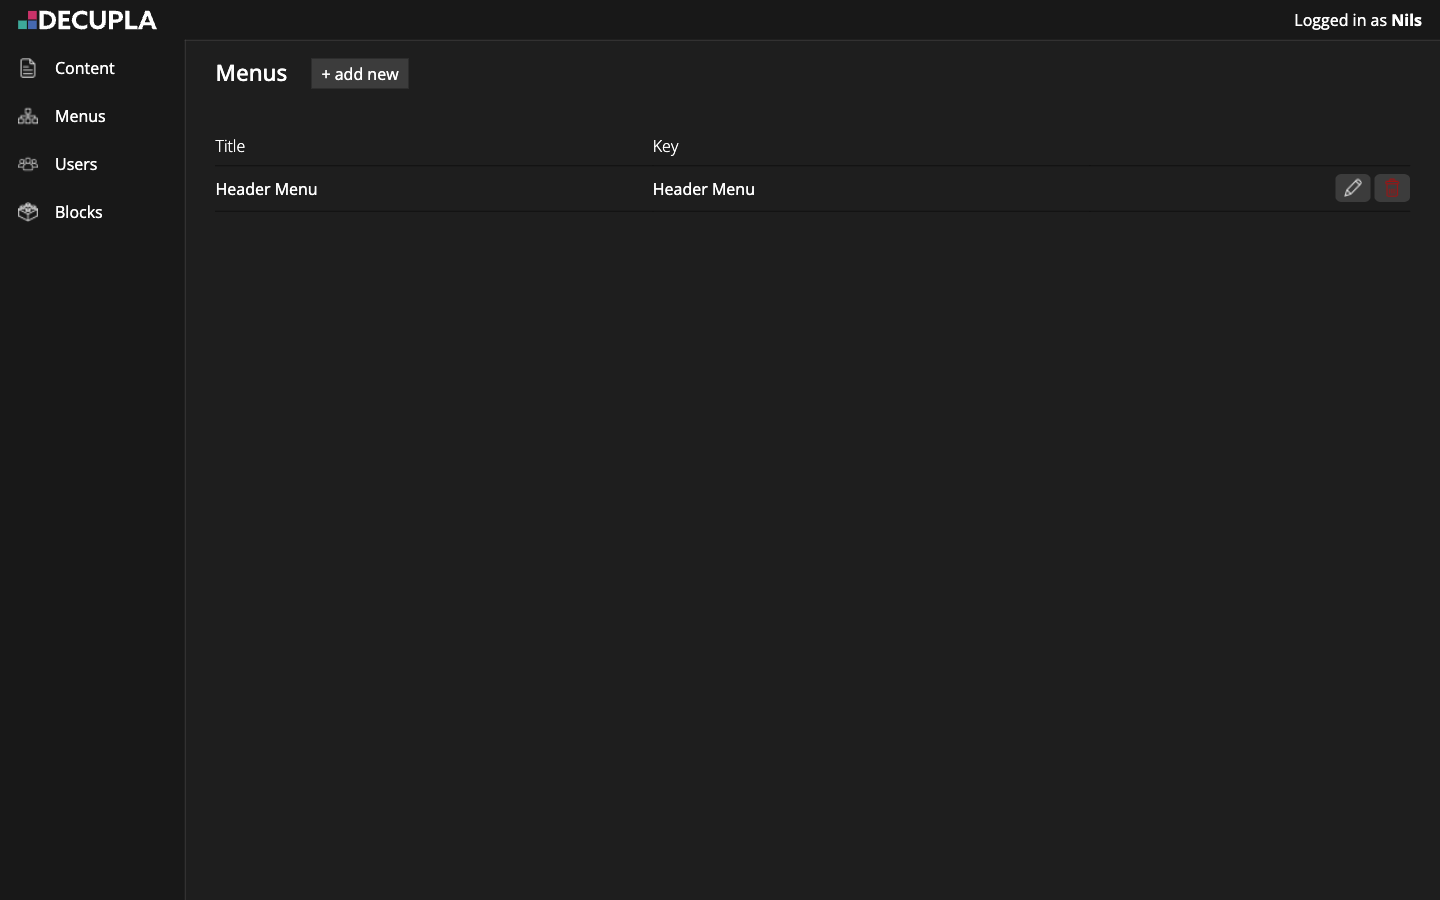 DECUPLA
Logged in as Nils
Content
Menus
Users
Blocks
Menus
+ add new
Title Key
Header Menu Header Menu